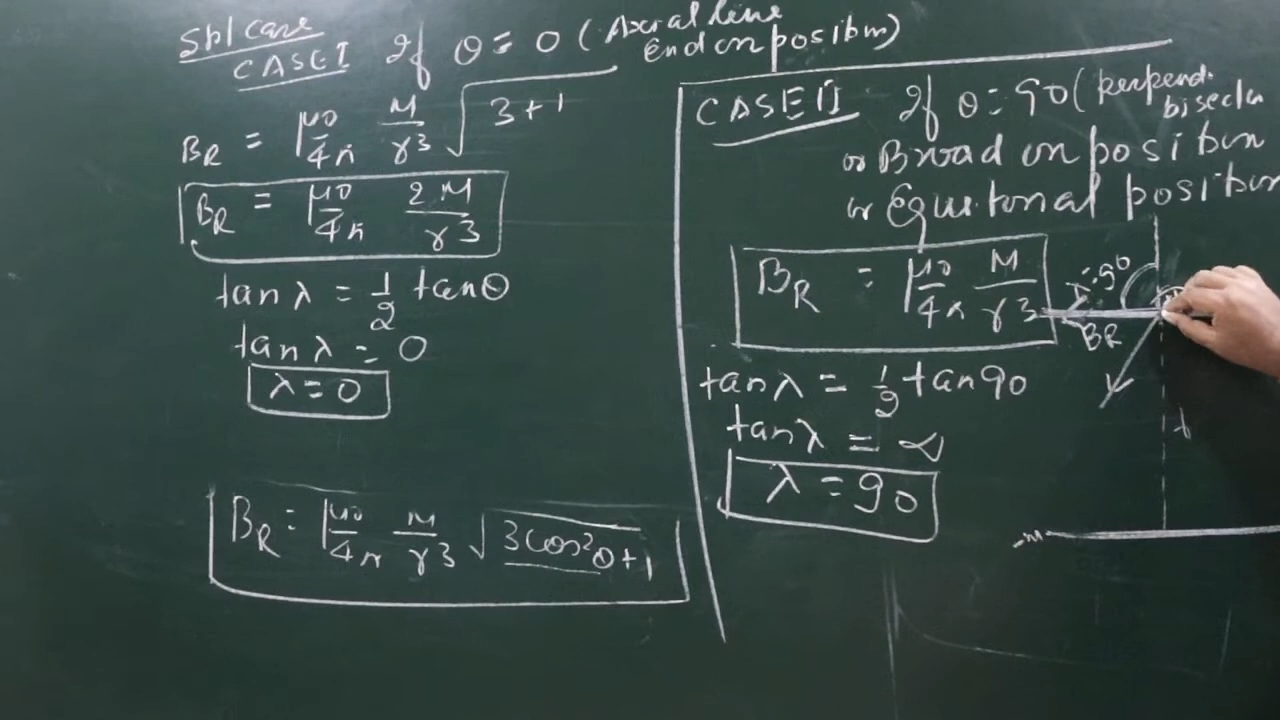 Spl case
CASE I If θ = 0 (Axial line
End on position)
BR = |μ0/4π M/r3 √3+1
BR = |μ0/4π 2M/r3
tan λ = 1/2 tan θ
tan λ = 0
λ = 0
BR = |μ0/4π M/r3 √3cos2θ+1
CASE II If θ = 90 (perpend.
bisector
or Broad on position
or Equitorial position
BR = |μ0/4π M/r3
tan λ = 1/2 tan 90
tan λ = ∝
λ = 90
λ = 90
BR
-m